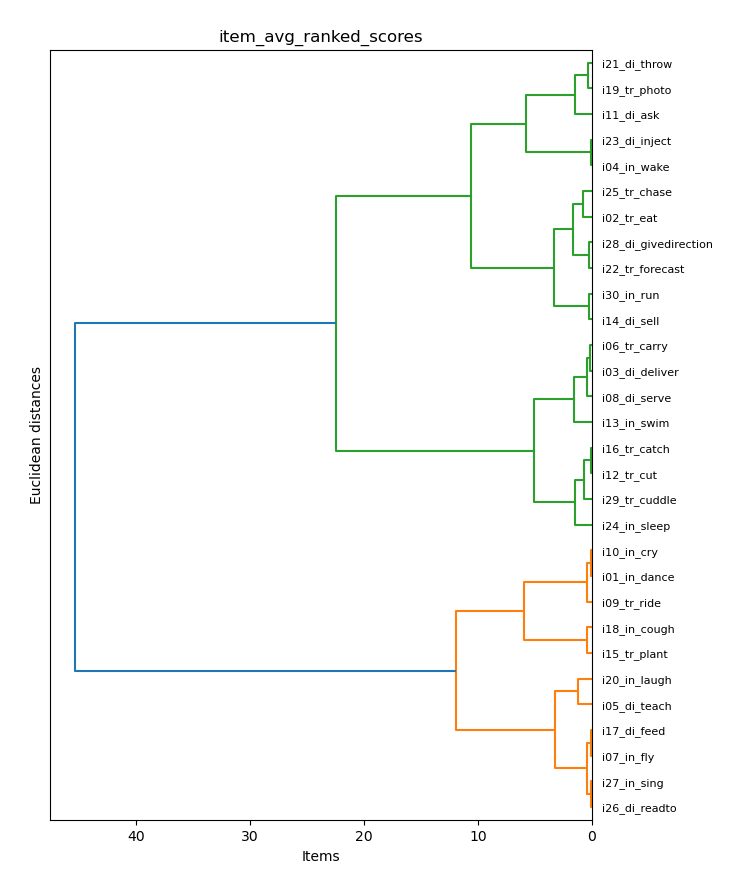 item_avg_ranked_scores
i21_di_throw
i19_tr_photo
i11_di_ask
i23_di_inject
i04_in_wake
i25_tr_chase
i02_tr_eat
i28_di_givedirection
i22_tr_forecast
i30_in_run
i14_di_sell
i06_tr_carry
i03_di_deliver
i08_di_serve
i13_in_swim
i16_tr_catch
i12_tr_cut
i29_tr_cuddle
i24_in_sleep
i10_in_cry
i01_in_dance
i09_tr_ride
i18_in_cough
i15_tr_plant
i20_in_laugh
i05_di_teach
i17_di_feed
i07_in_fly
i27_in_sing
i26_di_readto
Euclidean distances
40 30 20 10 0
Items